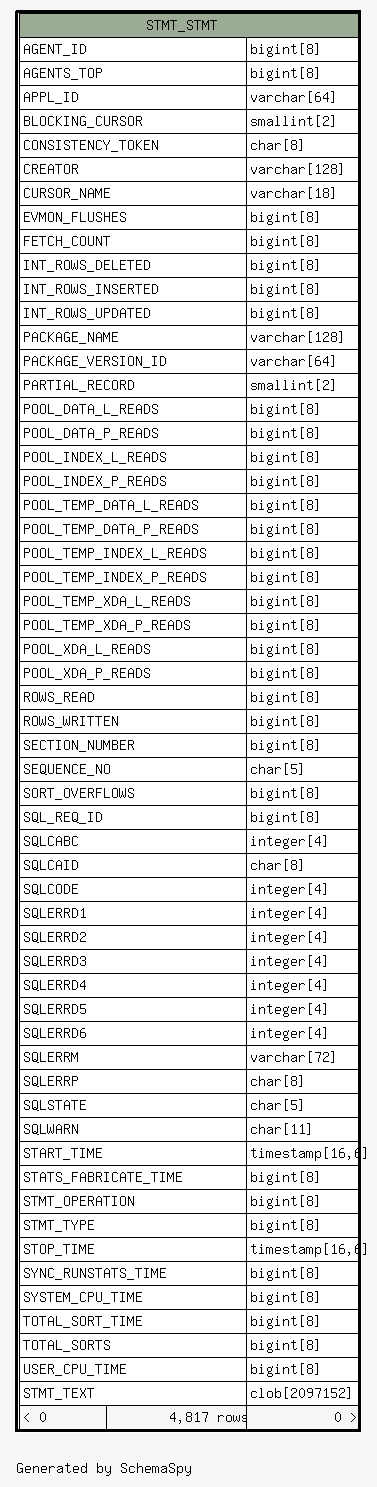 STMT_STMT
AGENT_ID bigint[8]
AGENTS_TOP bigint[8]
APPL_ID varchar[64]
BLOCKING_CURSOR smallint[2]
CONSISTENCY_TOKEN char[8]
CREATOR varchar[128]
CURSOR_NAME varchar[18]
EVMON_FLUSHES bigint[8]
FETCH_COUNT bigint[8]
INT_ROWS_DELETED bigint[8]
INT_ROWS_INSERTED bigint[8]
INT_ROWS_UPDATED bigint[8]
PACKAGE_NAME varchar[128]
PACKAGE_VERSION_ID varchar[64]
PARTIAL_RECORD smallint[2]
POOL_DATA_L_READS bigint[8]
POOL_DATA_P_READS bigint[8]
POOL_INDEX_L_READS bigint[8]
POOL_INDEX_P_READS bigint[8]
POOL_TEMP_DATA_L_READS bigint[8]
POOL_TEMP_DATA_P_READS bigint[8]
POOL_TEMP_INDEX_L_READS bigint[8]
POOL_TEMP_INDEX_P_READS bigint[8]
POOL_TEMP_XDA_L_READS bigint[8]
POOL_TEMP_XDA_P_READS bigint[8]
POOL_XDA_L_READS bigint[8]
POOL_XDA_P_READS bigint[8]
ROWS_READ bigint[8]
ROWS_WRITTEN bigint[8]
SECTION_NUMBER bigint[8]
SEQUENCE_NO char[5]
SORT_OVERFLOWS bigint[8]
SQL_REQ_ID bigint[8]
SQLCABC integer[4]
SQLCAID char[8]
SQLCODE integer[4]
SQLERRD1 integer[4]
SQLERRD2 integer[4]
SQLERRD3 integer[4]
SQLERRD4 integer[4]
SQLERRD5 integer[4]
SQLERRD6 integer[4]
SQLERRM varchar[72]
SQLERRP char[8]
SQLSTATE char[5]
SQLWARN char[11]
START_TIME timestamp[16,6]
STATS_FABRICATE_TIME bigint[8]
STMT_OPERATION bigint[8]
STMT_TYPE bigint[8]
STOP_TIME timestamp[16,6]
SYNC_RUNSTATS_TIME bigint[8]
SYSTEM_CPU_TIME bigint[8]
TOTAL_SORT_TIME bigint[8]
TOTAL_SORTS bigint[8]
USER_CPU_TIME bigint[8]
STMT_TEXT clob[2097152]
< 0 4,817 rows 0 >
Generated by SchemaSpy